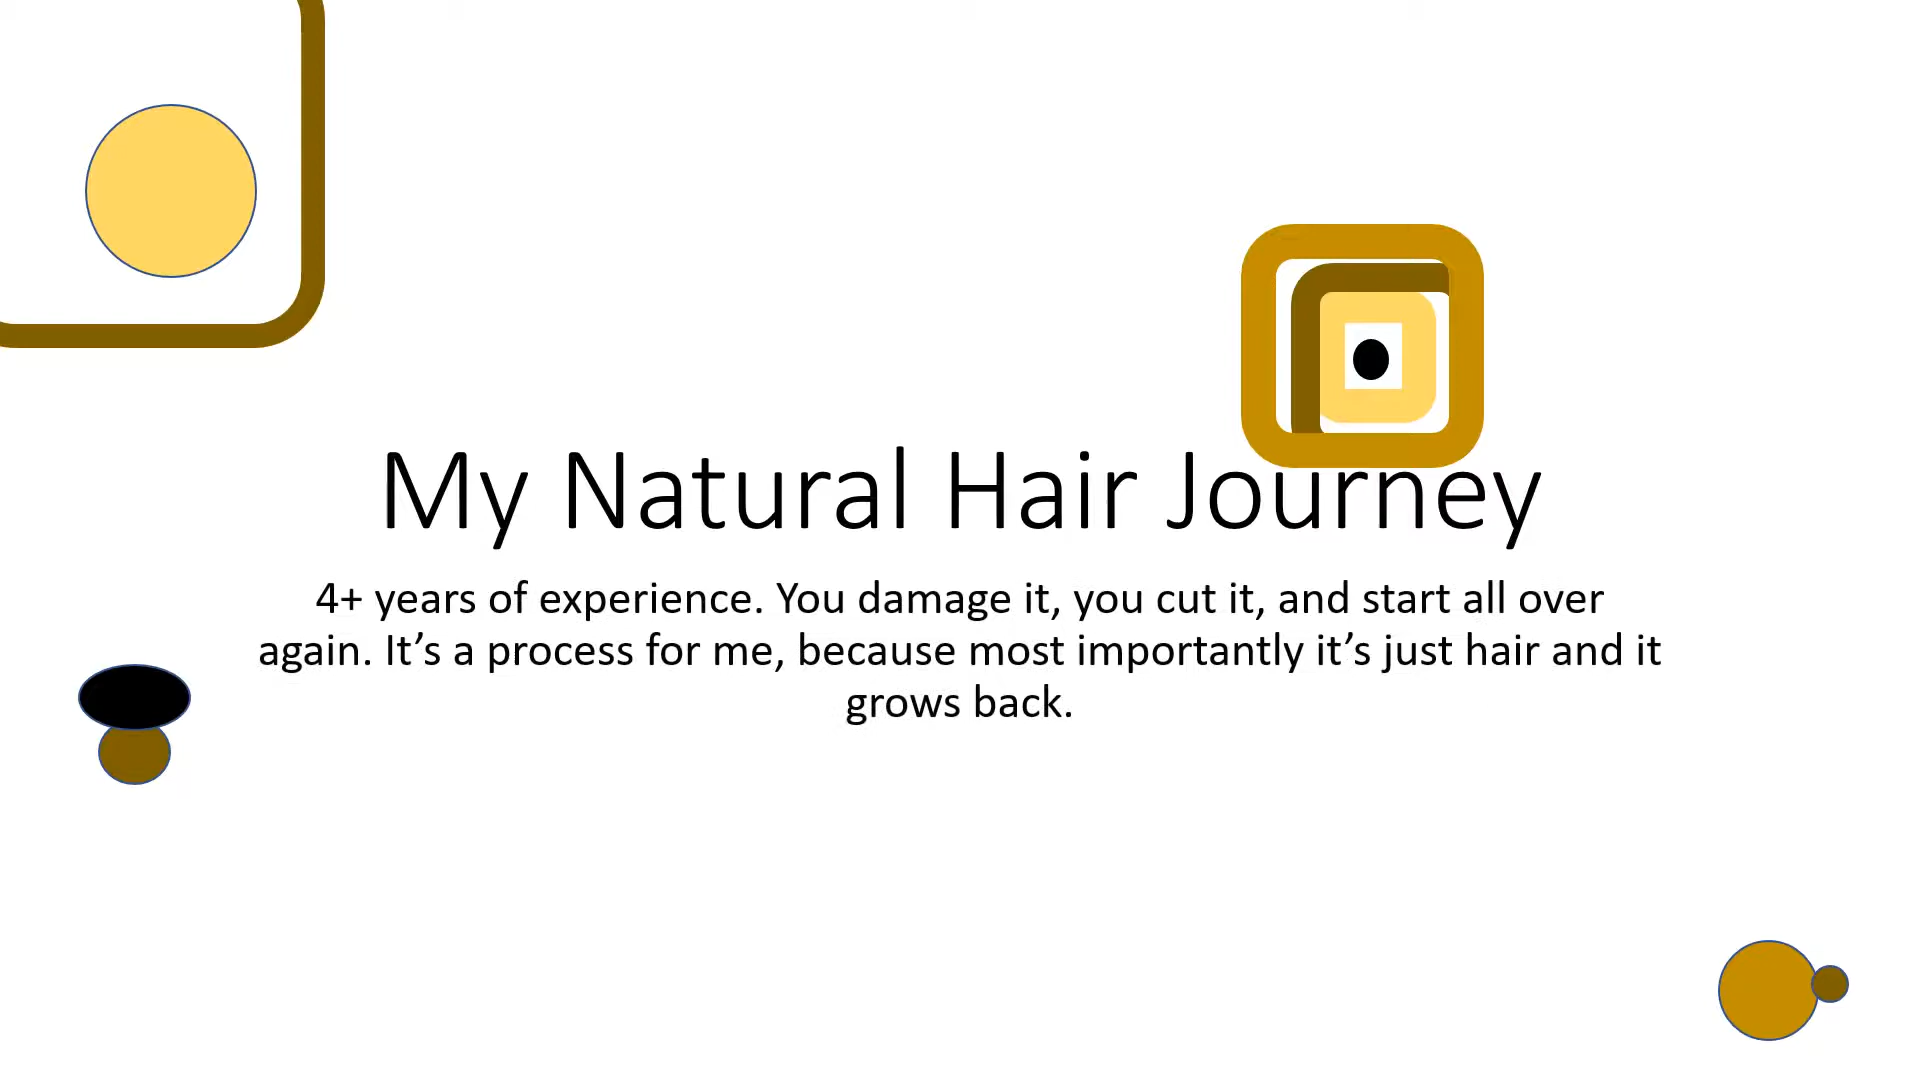 My Natural Hair Journey
4+ years of experience. You damage it, you cut it, and start all over
again. It’s a process for me, because most importantly it’s just hair and it
grows back.